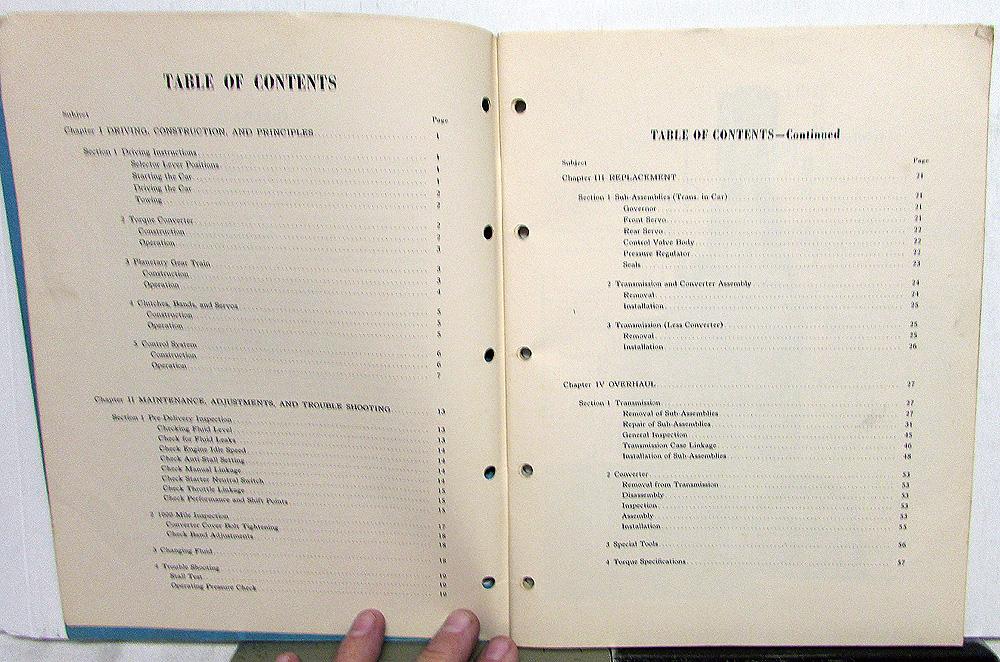 TABLE OF CONTENTS
Subject Page
Chapter I DRIVING, CONSTRUCTION, AND PRINCIPLES 1
Section 1 Driving Instructions 1
Selector Lever Positions 1
Starting the Car 1
Driving the Car 2
Towing 2
2 Torque Converter 2
Construction 2
Operation 3
3 Planetary Gear Train 3
Construction 3
Operation 4
4 Clutches, Bands, and Servos 5
Construction 5
Operation 5
5 Control System 6
Construction 6
Operation 7
Chapter II MAINTENANCE, ADJUSTMENTS, AND TROUBLE SHOOTING 13
Section 1 Pre-Delivery Inspection 13
Checking Fluid Level 13
Check for Fluid Leaks 14
Check Engine Idle Speed 14
Check Anti-Stall Setting 14
Check Manual Linkage 14
Check Starter Neutral Switch 15
Check Throttle Linkage 15
Check Performance and Shift Points 15
2 1000-Mile Inspection 17
Converter Cover Bolt Tightening 18
Check Band Adjustments 18
3 Changing Fluid 18
4 Trouble Shooting 19
Stall Test 19
Operating Pressure Check 19
TABLE OF CONTENTS—Continued
Subject Page
Chapter III REPLACEMENT 21
Section 1 Sub-Assemblies (Trans. in Car) 21
Governor 21
Front Servo 21
Rear Servo 22
Control Valve Body 22
Pressure Regulator 22
Seals 23
2 Transmission and Converter Assembly 24
Removal 24
Installation 25
3 Transmission (Less Converter) 25
Removal 25
Installation 26
Chapter IV OVERHAUL 27
Section 1 Transmission 27
Removal of Sub-Assemblies 27
Repair of Sub-Assemblies 31
General Inspection 45
Transmission Case Linkage 46
Installation of Sub-Assemblies 48
2 Converter 53
Removal from Transmission 53
Disassembly 53
Inspection 53
Assembly 53
Installation 55
3 Special Tools 56
4 Torque Specifications 57